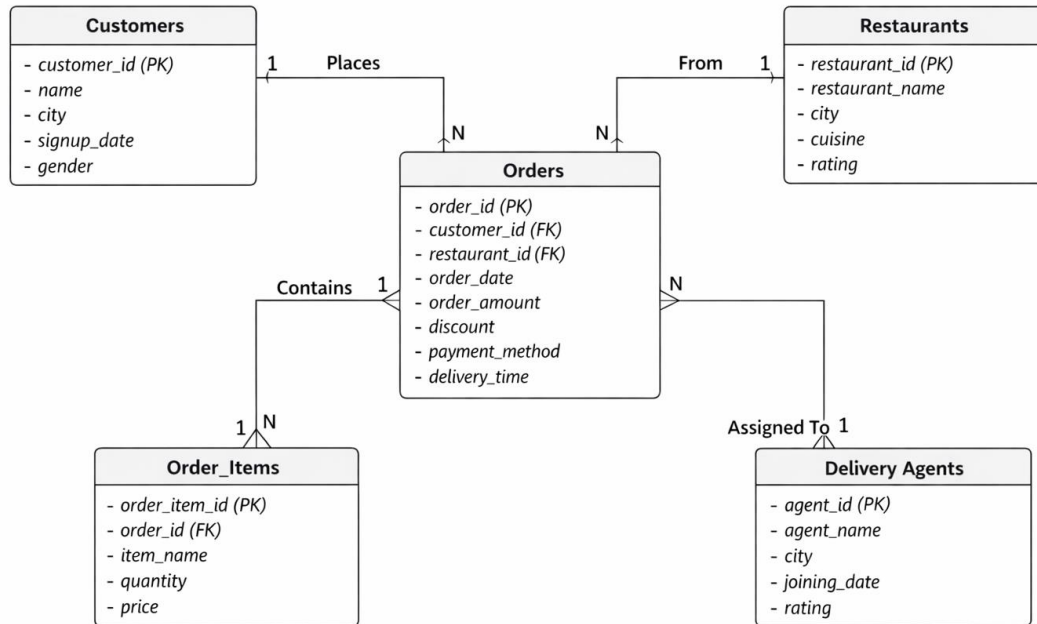 Customers
- customer_id (PK)
- name
- city
- signup_date
- gender
1
Places
N
Restaurants
- restaurant_id (PK)
- restaurant_name
- city
- cuisine
- rating
From
1
N
Orders
- order_id (PK)
- customer_id (FK)
- restaurant_id (FK)
- order_date
- order_amount
- discount
- payment_method
- delivery_time
Contains
1
N
1 N
Assigned To 1
Order_Items
- order_item_id (PK)
- order_id (FK)
- item_name
- quantity
- price
Delivery Agents
- agent_id (PK)
- agent_name
- city
- joining_date
- rating